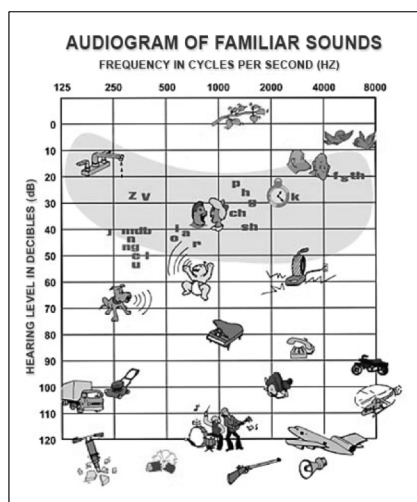 AUDIOGRAM OF FAMILIAR SOUNDS
FREQUENCY IN CYCLES PER SECOND (HZ)
125 250 500 1000 2000 4000 8000
HEARING LEVEL IN DECIBLES (dB)
0
10
20
f s th
p
z v h k
30
g
ch
j mdb i a sh
40
n o r
ng
e l
50
u
60
70
80
90
100
110
120